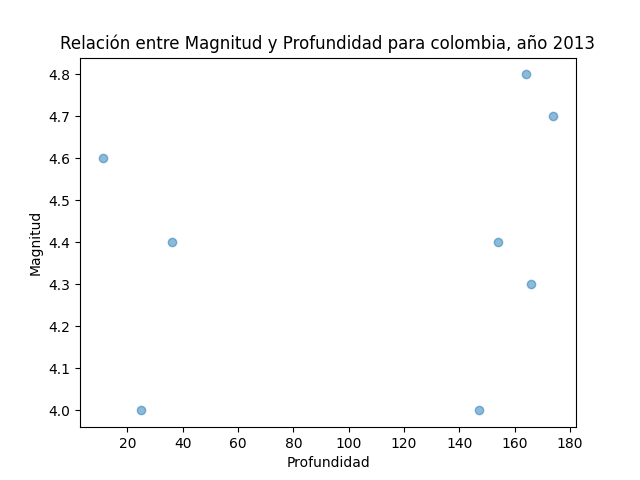 Relación entre Magnitud y Profundidad para colombia, año 2013
4.8
4.7
4.6
4.5
4.4
4.3
4.2
4.1
4.0
Magnitud
20 40 60 80 100 120 140 160 180
Profundidad